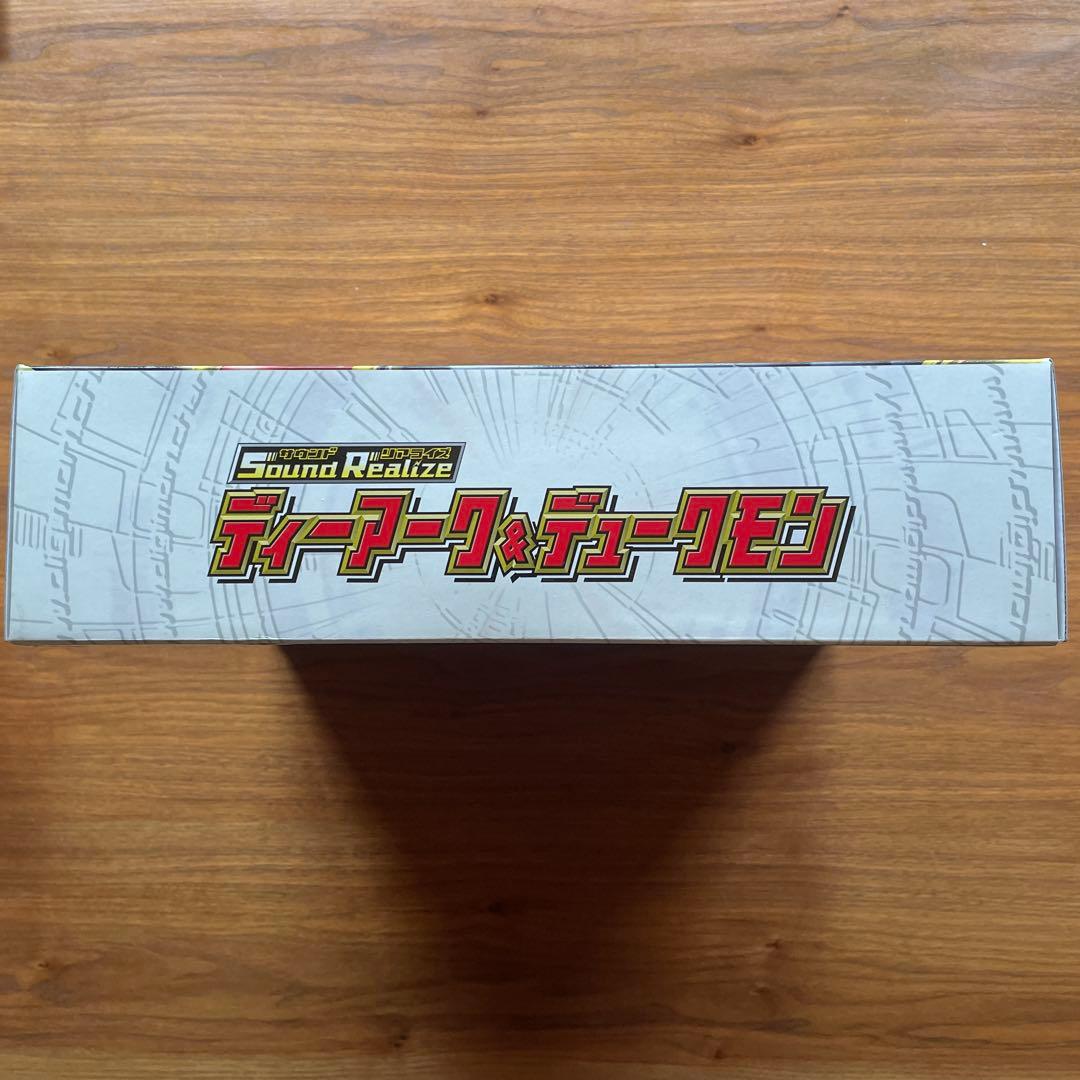 サウンド リアライズ
Sound Realize
ディーアーク&デュークモン